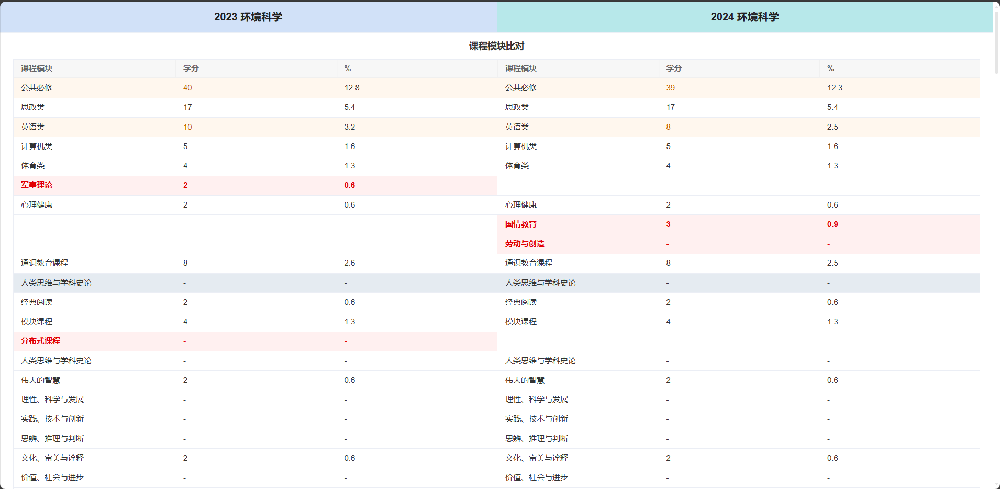 2023 环境科学 2024 环境科学
课程模块比对
课程模块 学分 % 课程模块 学分 %
公共必修 40 12.8 公共必修 39 12.3
思政类 17 5.4 思政类 17 5.4
英语类 10 3.2 英语类 8 2.5
计算机类 5 1.6 计算机类 5 1.6
体育类 4 1.3 体育类 4 1.3
军事理论 2 0.6
心理健康 2 0.6 心理健康 2 0.6
国情教育 3 0.9
劳动与创造 - -
通识教育课程 8 2.6 通识教育课程 8 2.5
人类思维与学科史论 - - 人类思维与学科史论 - -
经典阅读 2 0.6 经典阅读 2 0.6
模块课程 4 1.3 模块课程 4 1.3
分布式课程 - -
人类思维与学科史论 - - 人类思维与学科史论 - -
伟大的智慧 2 0.6 伟大的智慧 2 0.6
理性、科学与发展 - - 理性、科学与发展 - -
实践、技术与创新 - - 实践、技术与创新 - -
思辨、推理与判断 - - 思辨、推理与判断 - -
文化、审美与诠释 2 0.6 文化、审美与诠释 2 0.6
价值、社会与进步 - - 价值、社会与进步 - -